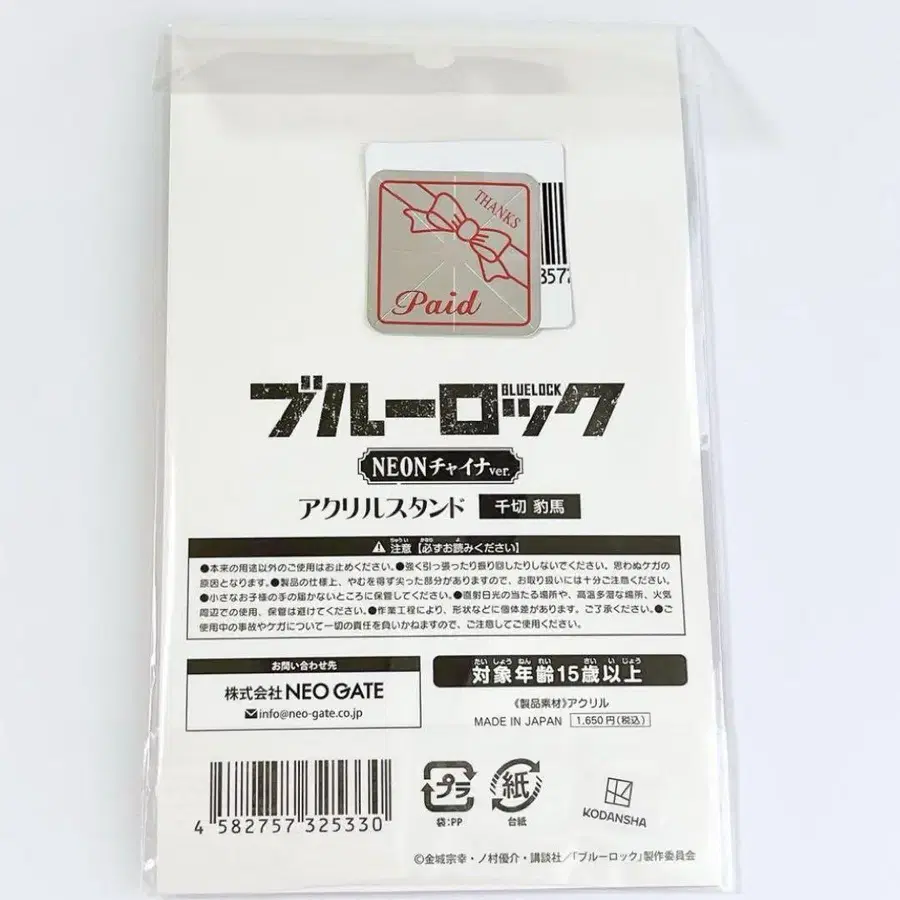 THANKS
Paid
857
ブルーロック
BLUELOCK
NEONチャイナver.
アクリルスタンド 千切 豹馬
注意【必ずお読みください】
●本来の用途以外のご使用はお止めください。●強く引っ張ったり振り回したりしないでください。思わぬケガの
原因となります。●製品の仕様上、やむを得ず尖った部分がありますので、お取り扱いには十分ご注意ください。
●小さなお子様の手の届かないところに保管してください。●直射日光の当たる場所や、高温多湿な場所、火気
周辺での使用、保管は避けてください。●作業工程により、形状などに個体差があります。ご了承ください。●ご
使用中の事故やケガについて一切の責任を負いかねますので、ご注意してご使用ください。
お問い合わせ先
株式会社 NEO GATE
info@neo-gate.co.jp
対象年齢15歳以上
《製品素材》アクリル
MADE IN JAPAN 1,650円(税込)
4 582757 325330
プラ
袋:PP
紙
台紙
KODANSHA
©金城宗幸・ノ村優介・講談社/「ブルーロック」製作委員会